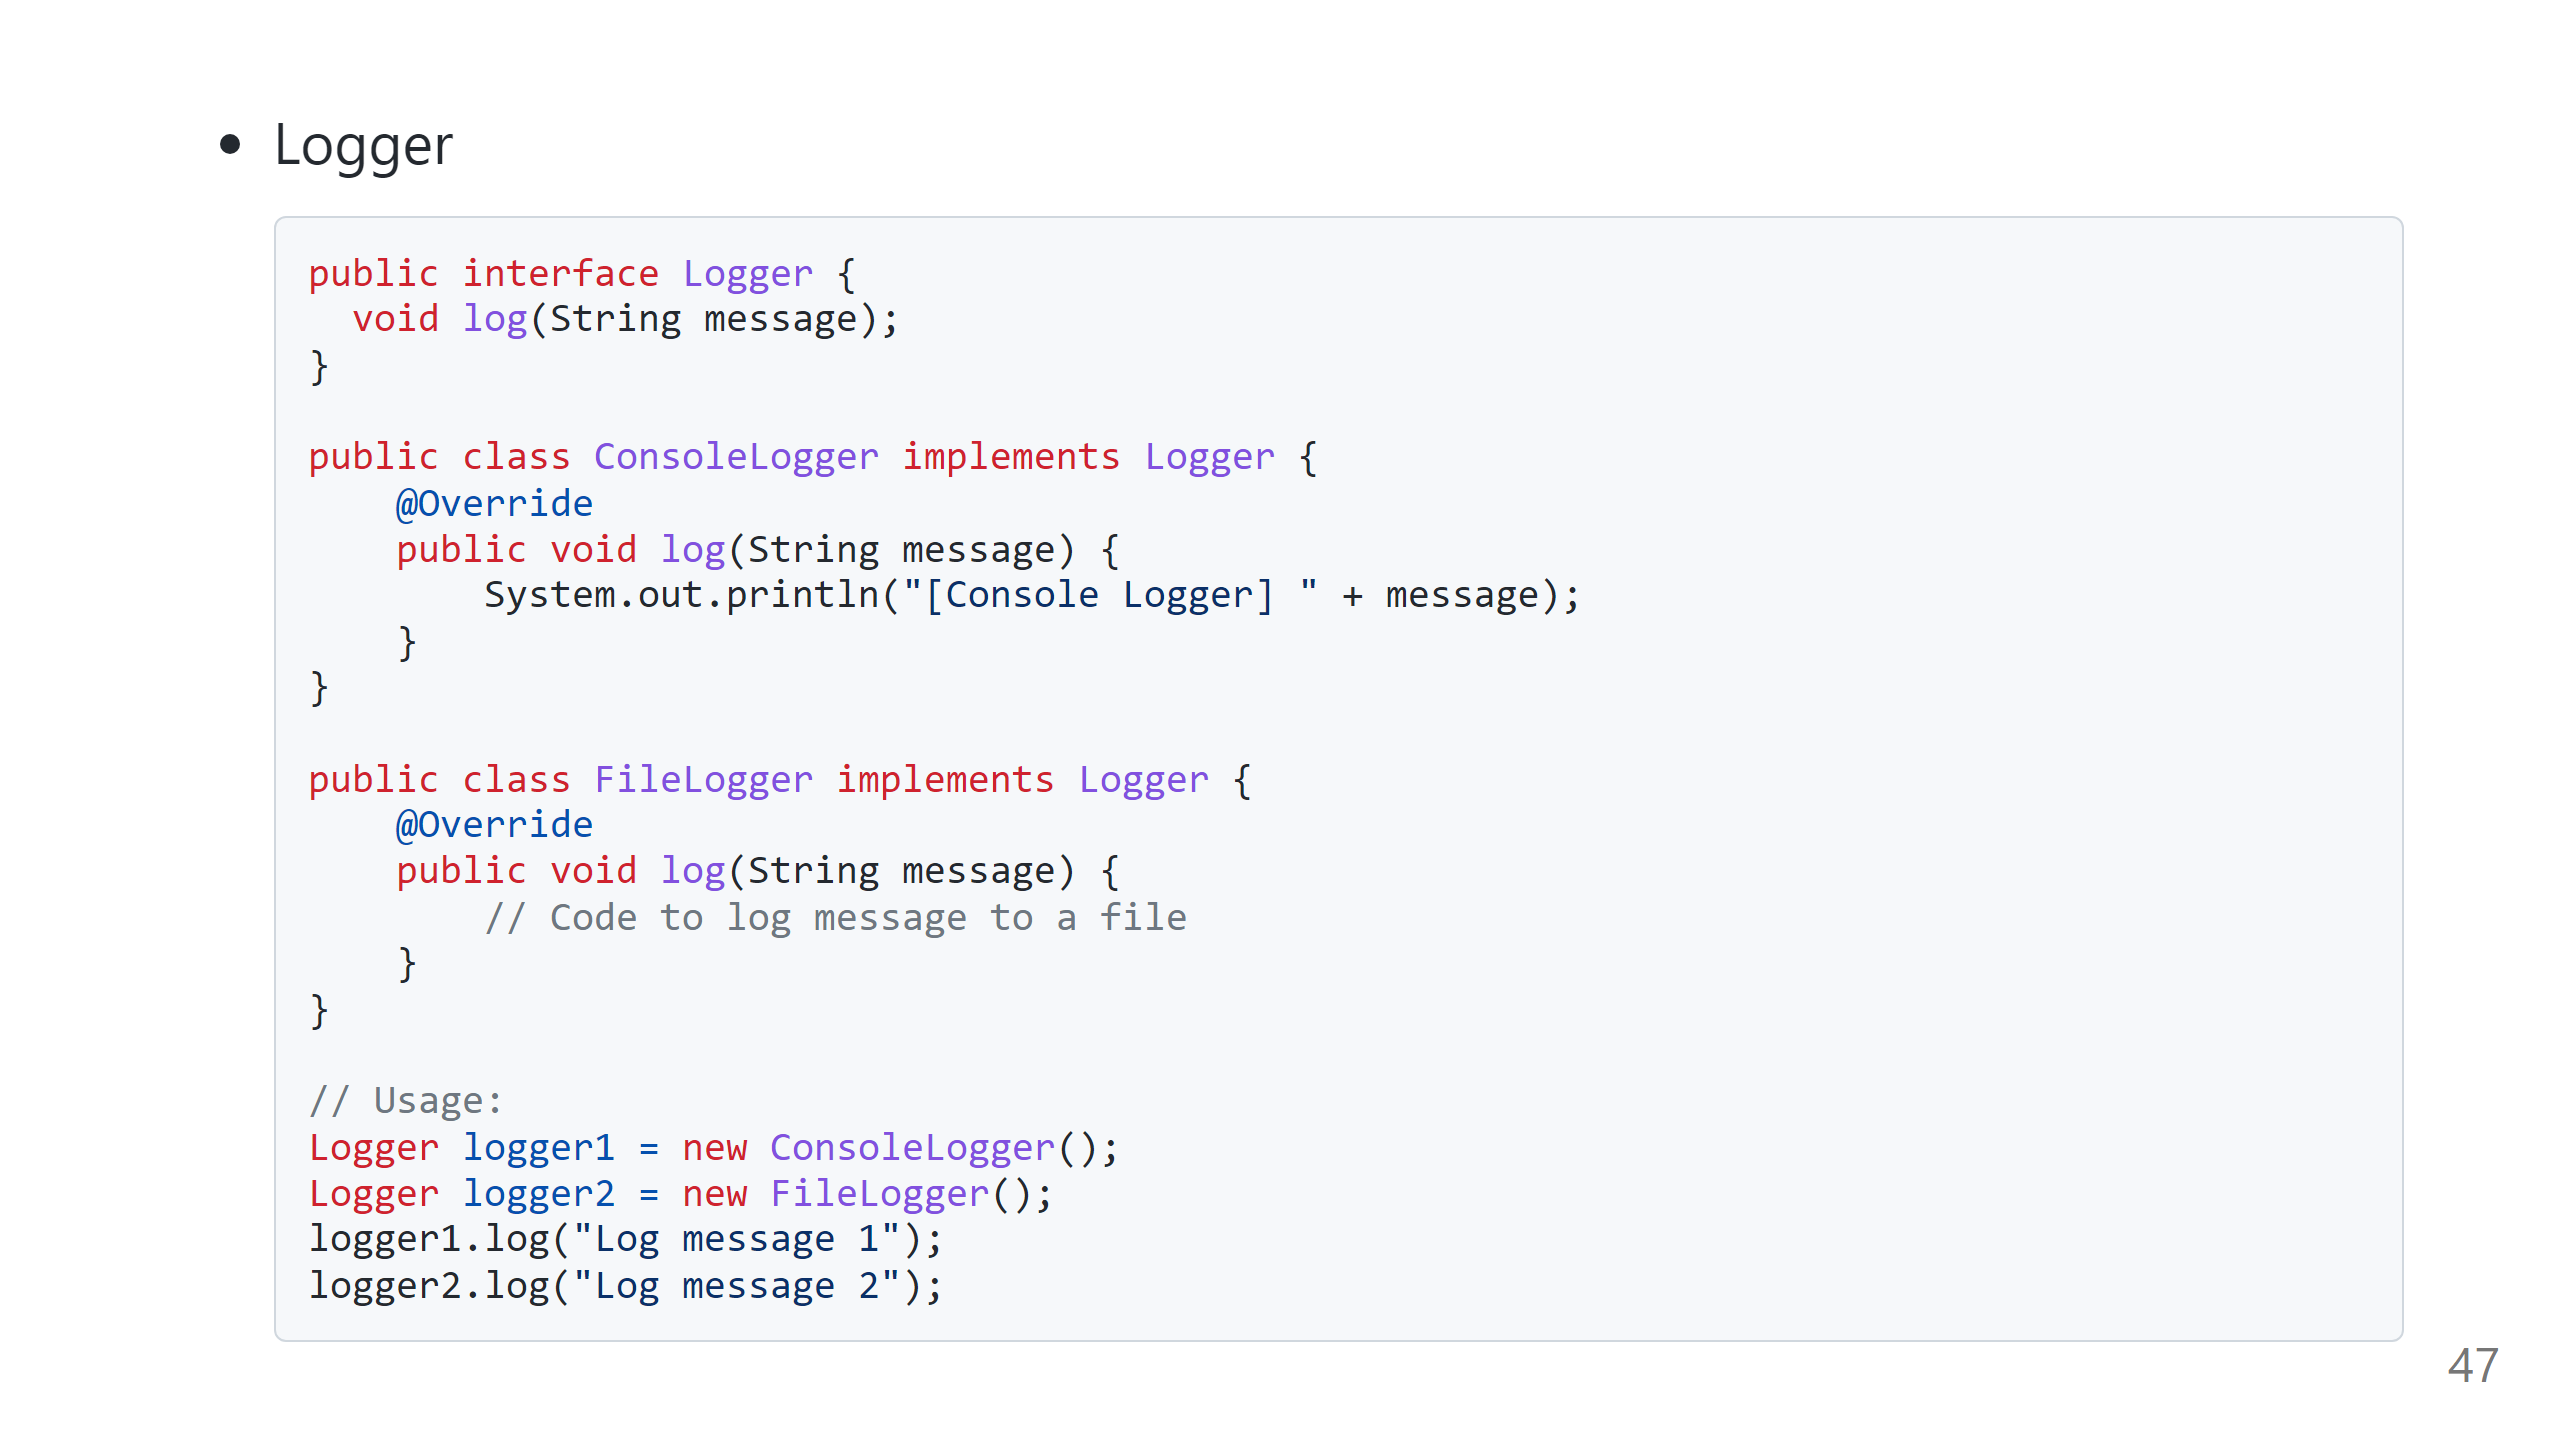 • Logger
public interface Logger {
  void log(String message);
}

public class ConsoleLogger implements Logger {
    @Override
    public void log(String message) {
        System.out.println("[Console Logger] " + message);
    }
}

public class FileLogger implements Logger {
    @Override
    public void log(String message) {
        // Code to log message to a file
    }
}

// Usage:
Logger logger1 = new ConsoleLogger();
Logger logger2 = new FileLogger();
logger1.log("Log message 1");
logger2.log("Log message 2");
47